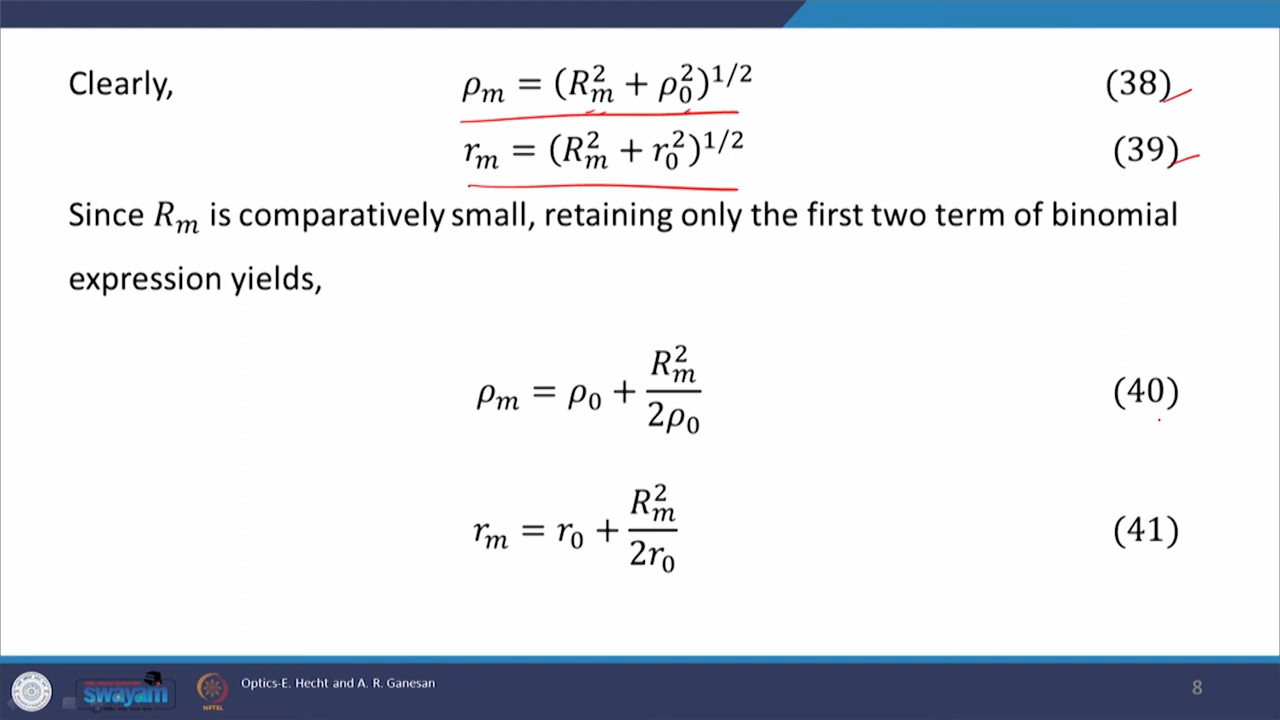 Clearly, ρₘ = (Rₘ² + ρ₀²)^1/2 (38)
rₘ = (Rₘ² + r₀²)^1/2 (39)
Since Rₘ is comparatively small, retaining only the first two term of binomial
expression yields,
ρₘ = ρ₀ + Rₘ²/2ρ₀ (40)
rₘ = r₀ + Rₘ²/2r₀ (41)
swayam
NPTEL
Optics-E. Hecht and A. R. Ganesan
8